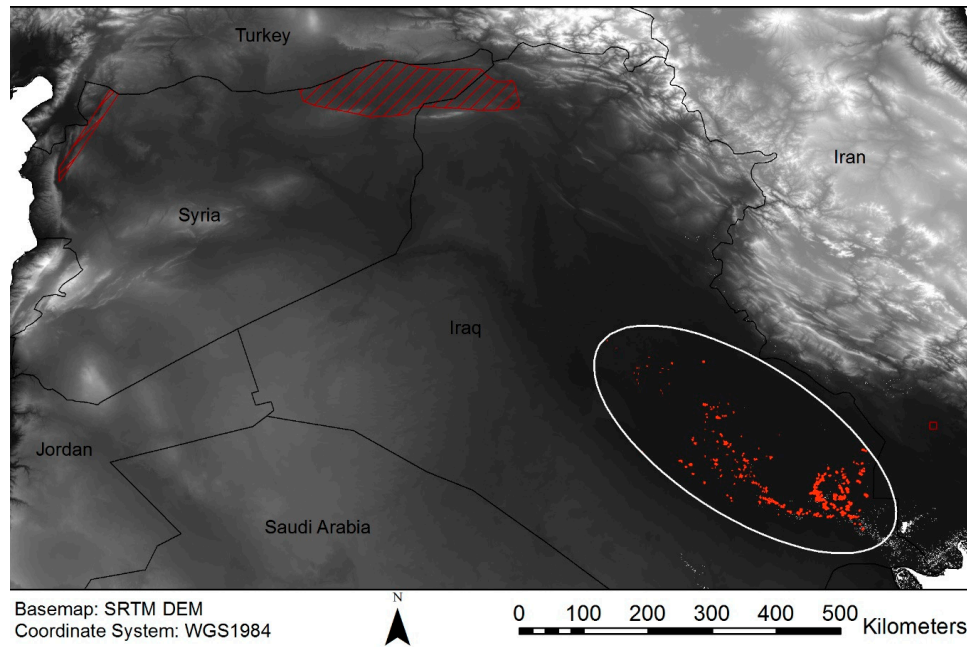 Turkey
Iran
Syria
Iraq
Jordan
Saudi Arabia
Basemap: SRTM DEM
Coordinate System: WGS1984
N
0 100 200 300 400 500 Kilometers